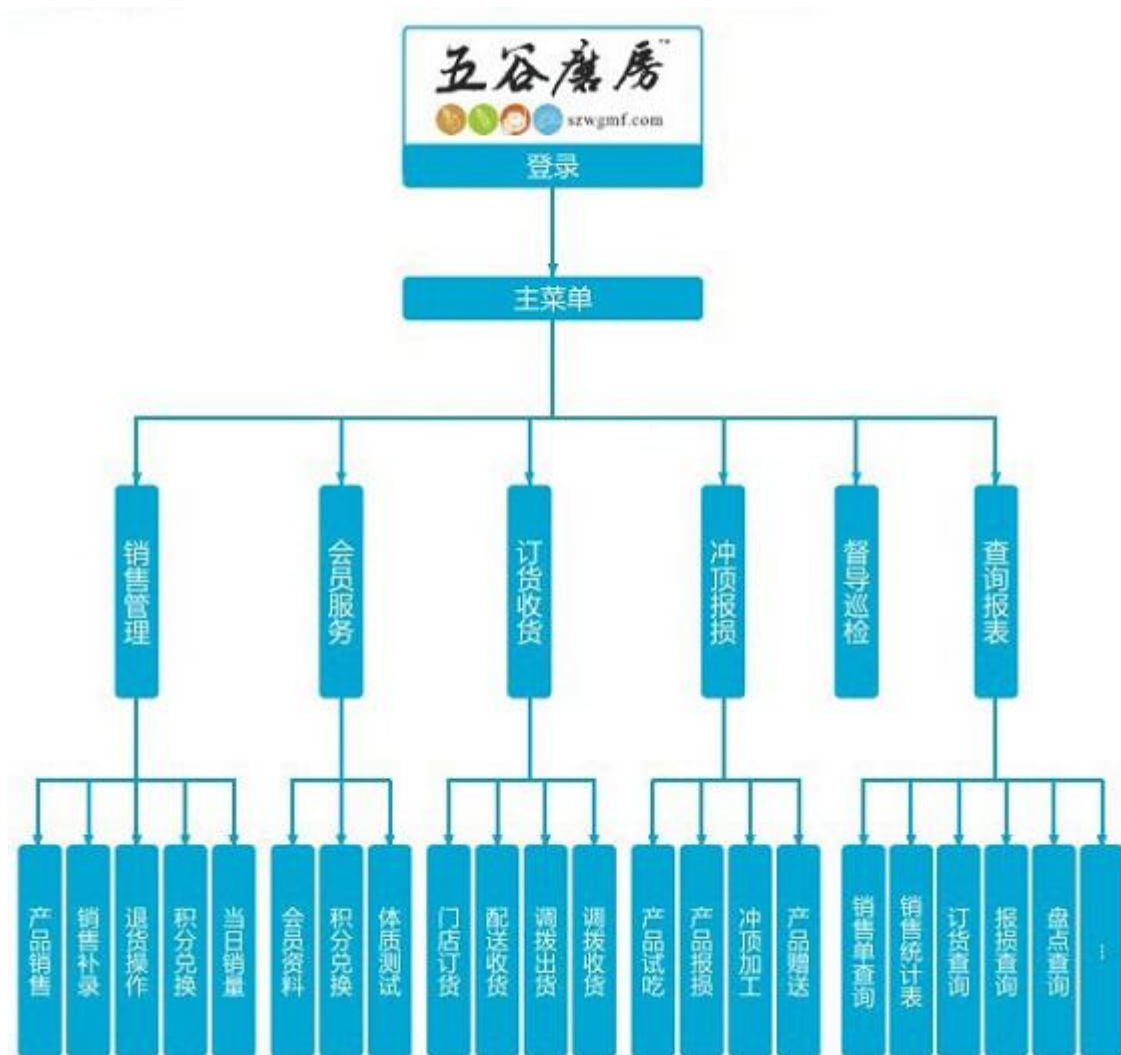 五谷磨房™
szwgmf.com
登录
主菜单
销售管理
会员服务
订货收货
冲顶报损
督导巡检
查询报表
产品销售
销售补录
退货操作
积分兑换
当日销量
会员资料
积分兑换
体质测试
门店订货
配送收货
调拨出货
调拨收货
产品试吃
产品报损
冲顶加工
产品赠送
销售单查询
销售统计表
订货查询
报损查询
盘点查询
…